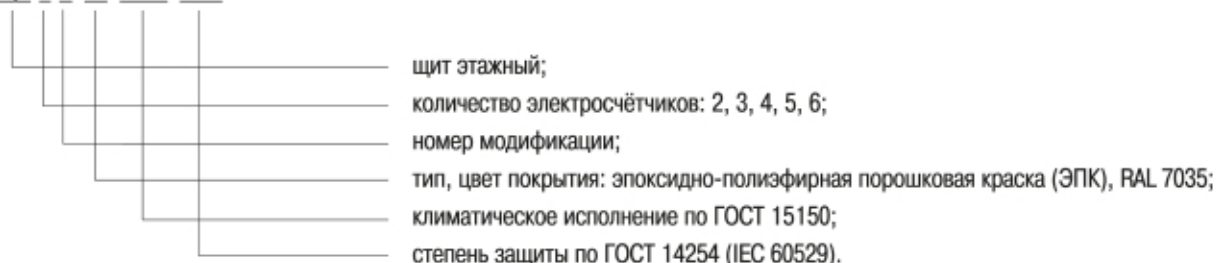 щит этажный;
количество электросчётчиков: 2, 3, 4, 5, 6;
номер модификации;
тип, цвет покрытия: эпоксидно-полиэфирная порошковая краска (ЭПК), RAL 7035;
климатическое исполнение по ГОСТ 15150;
степень защиты по ГОСТ 14254 (IEC 60529).